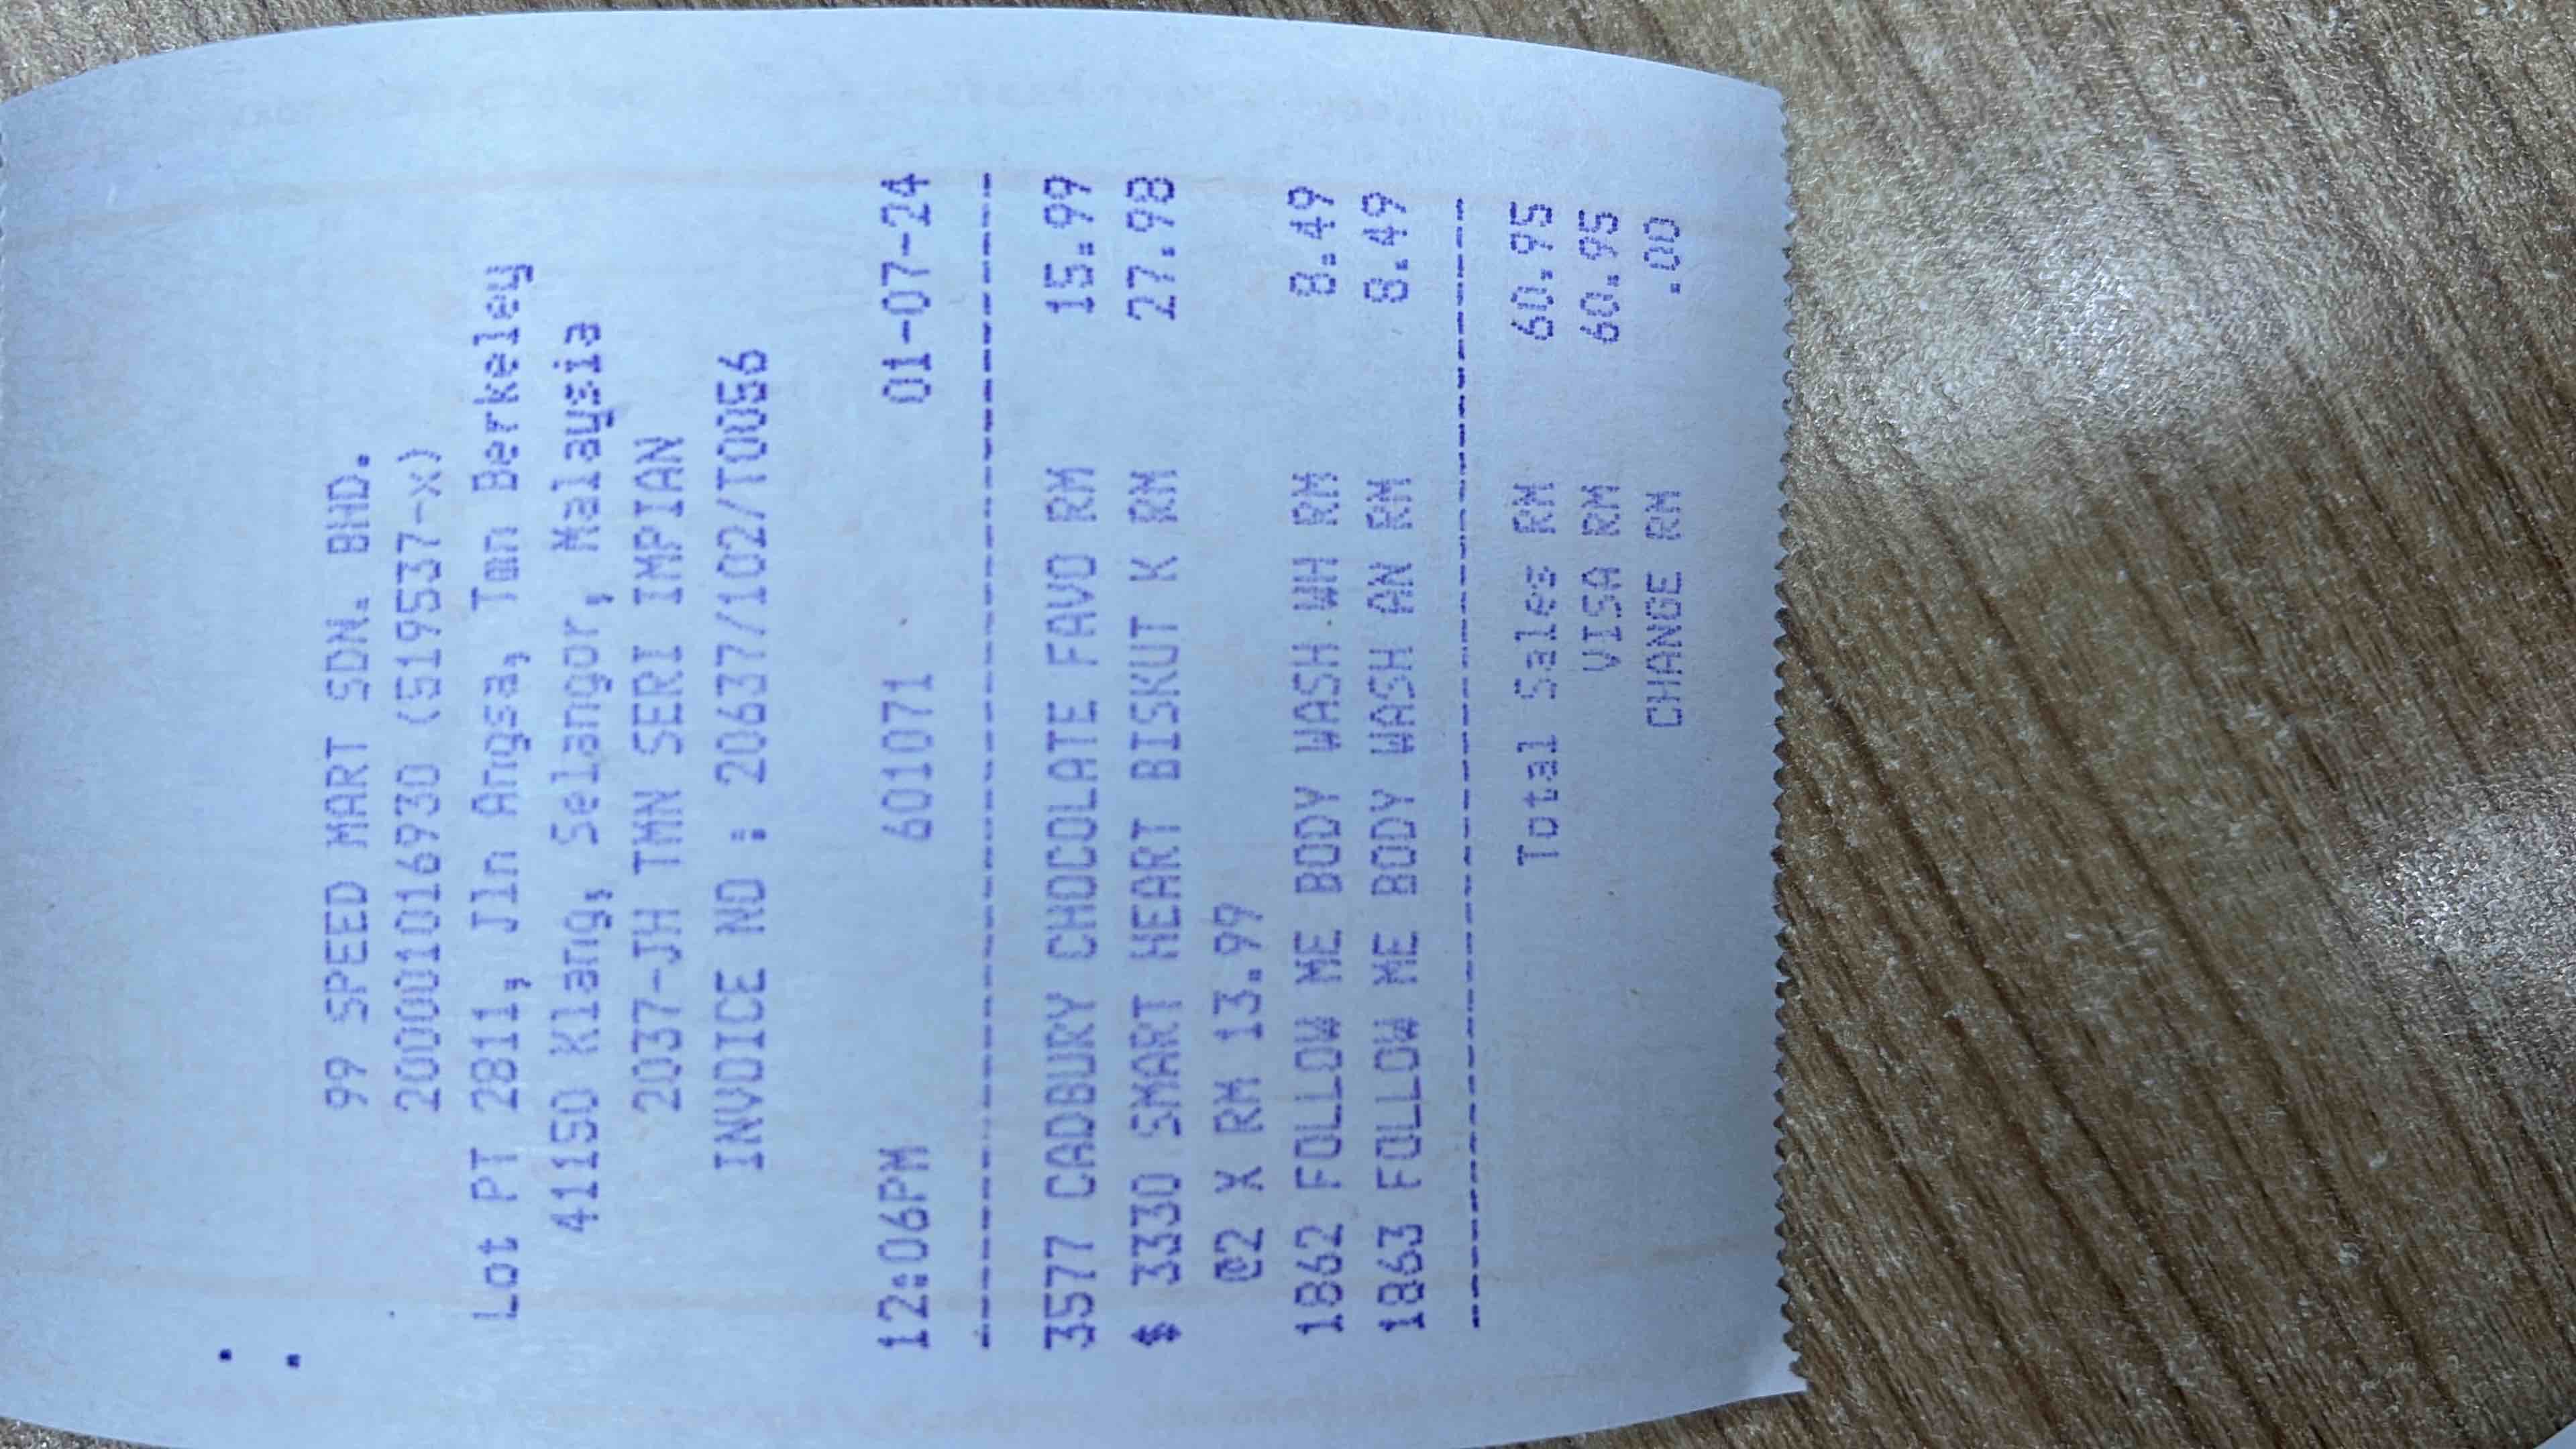 99 SPEED MART SDN. BHD.
200001016930 (519537-X)
Lot PT 2811, Jln Angsa, Tmn Berkeley
41150 Klang, Selangor, Malaysia
2037-JH TMN SERI IMPIAN
INVOICE NO : 20637/102/T0056
12:06PM 601071 01-07-24
3577 CADBURY CHOCOLATE FAVO RM 15.99
$ 3330 SMART HEART BISKUT K RM 27.98
@2 X RM 13.99
1862 FOLLOW ME BODY WASH WH RM 8.49
1863 FOLLOW ME BODY WASH AN RM 8.49
Total Sales RM 60.95
VISA RM 60.95
CHANGE RM .00